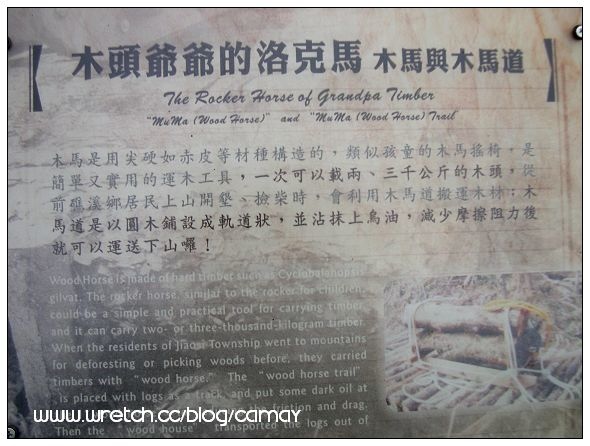 木頭爺爺的洛克馬 木馬與木馬道
The Rocker Horse of Grandpa Timber
"MuMa (Wood Horse)" and "MuMa (Wood Horse) Trail"
木馬是用尖硬如赤皮等材種構造的，類似孩童的木馬搖椅，是
簡單又實用的運木工具，一次可以載兩、三千公斤的木頭，從
前礁溪鄉居民上山開墾、撿柴時，會利用木馬道搬運木林；木
馬道是以圓木鋪設成軌道狀，並沾抹上烏油，減少摩擦阻力後
就可以運送下山囉！
Wood Horse is made of hard timber such as Cyclobalanopsis
gilvat. The rocker horse, similar to the rocker for children,
could be a simple and practical tool for carrying timber,
and it can carry two- or three-thousand-kilogram timber.
When the residents of Jiaosi Township went to mountains
for deforesting or picking woods before, they carried
timbers with "wood horse." The "wood horse trail"
is placed with logs as a track, and put some dark oil at
friction and drag.
Then the "wood house" transported the logs out of
www.wretch.cc/blog/camay